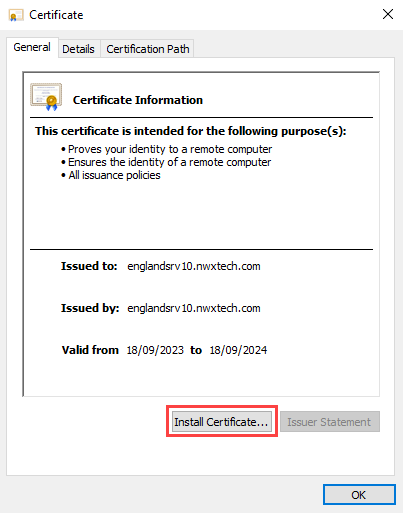 Certificate
General Details Certification Path
Certificate Information
This certificate is intended for the following purpose(s):
• Proves your identity to a remote computer
• Ensures the identity of a remote computer
• All issuance policies
Issued to: englandsrv10.nwxtech.com
Issued by: englandsrv10.nwxtech.com
Valid from 18/09/2023 to 18/09/2024
Install Certificate... Issuer Statement
OK